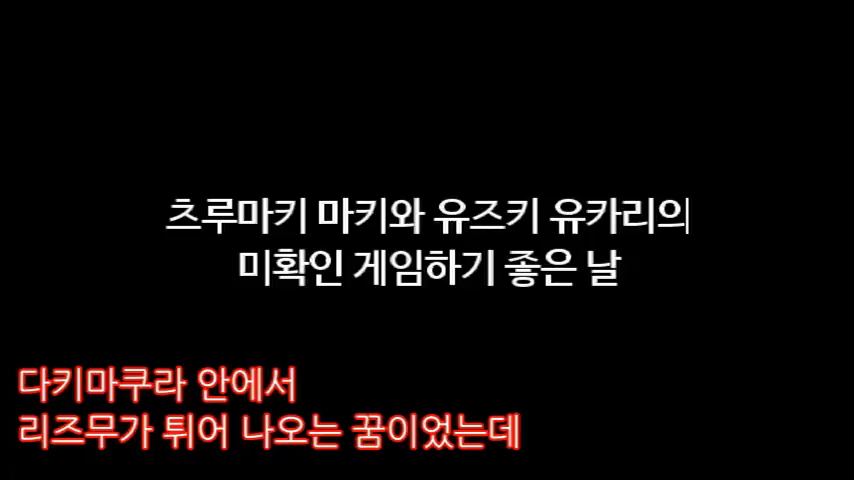 츠루마키 마키와 유즈키 유카리의
미확인 게임하기 좋은 날
다키마쿠라 안에서
리즈무가 튀어 나오는 꿈이었는데